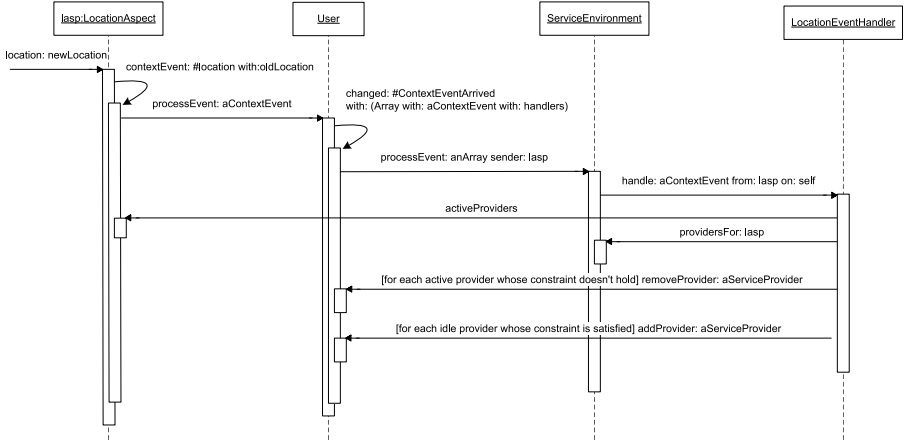 lasp:LocationAspect
User
ServiceEnvironment
LocationEventHandler
location: newLocation
contextEvent: #location with:oldLocation
processEvent: aContextEvent
changed: #ContextEventArrived
with: (Array with: aContextEvent with: handlers)
processEvent: anArray sender: lasp
handle: aContextEvent from: lasp on: self
activeProviders
providersFor: lasp
[for each active provider whose constraint doesn't hold] removeProvider: aServiceProvider
[for each idle provider whose constraint is satisfied] addProvider: aServiceProvider